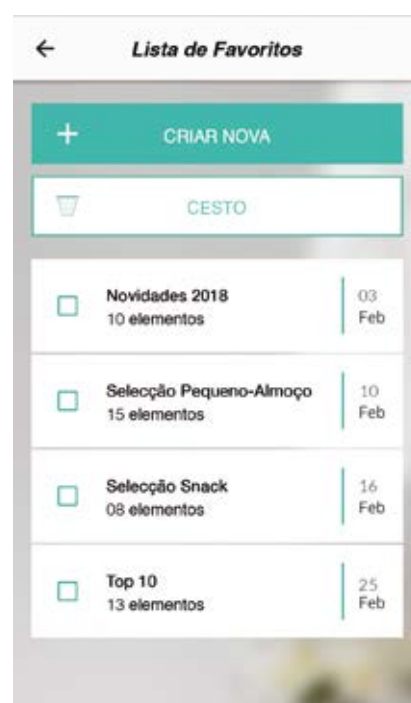 Lista de Favoritos
CRIAR NOVA
CESTO
Novidades 2018
10 elementos
03
Feb
Selecção Pequeno-Almoço
15 elementos
10
Feb
Selecção Snack
08 elementos
16
Feb
Top 10
13 elementos
25
Feb